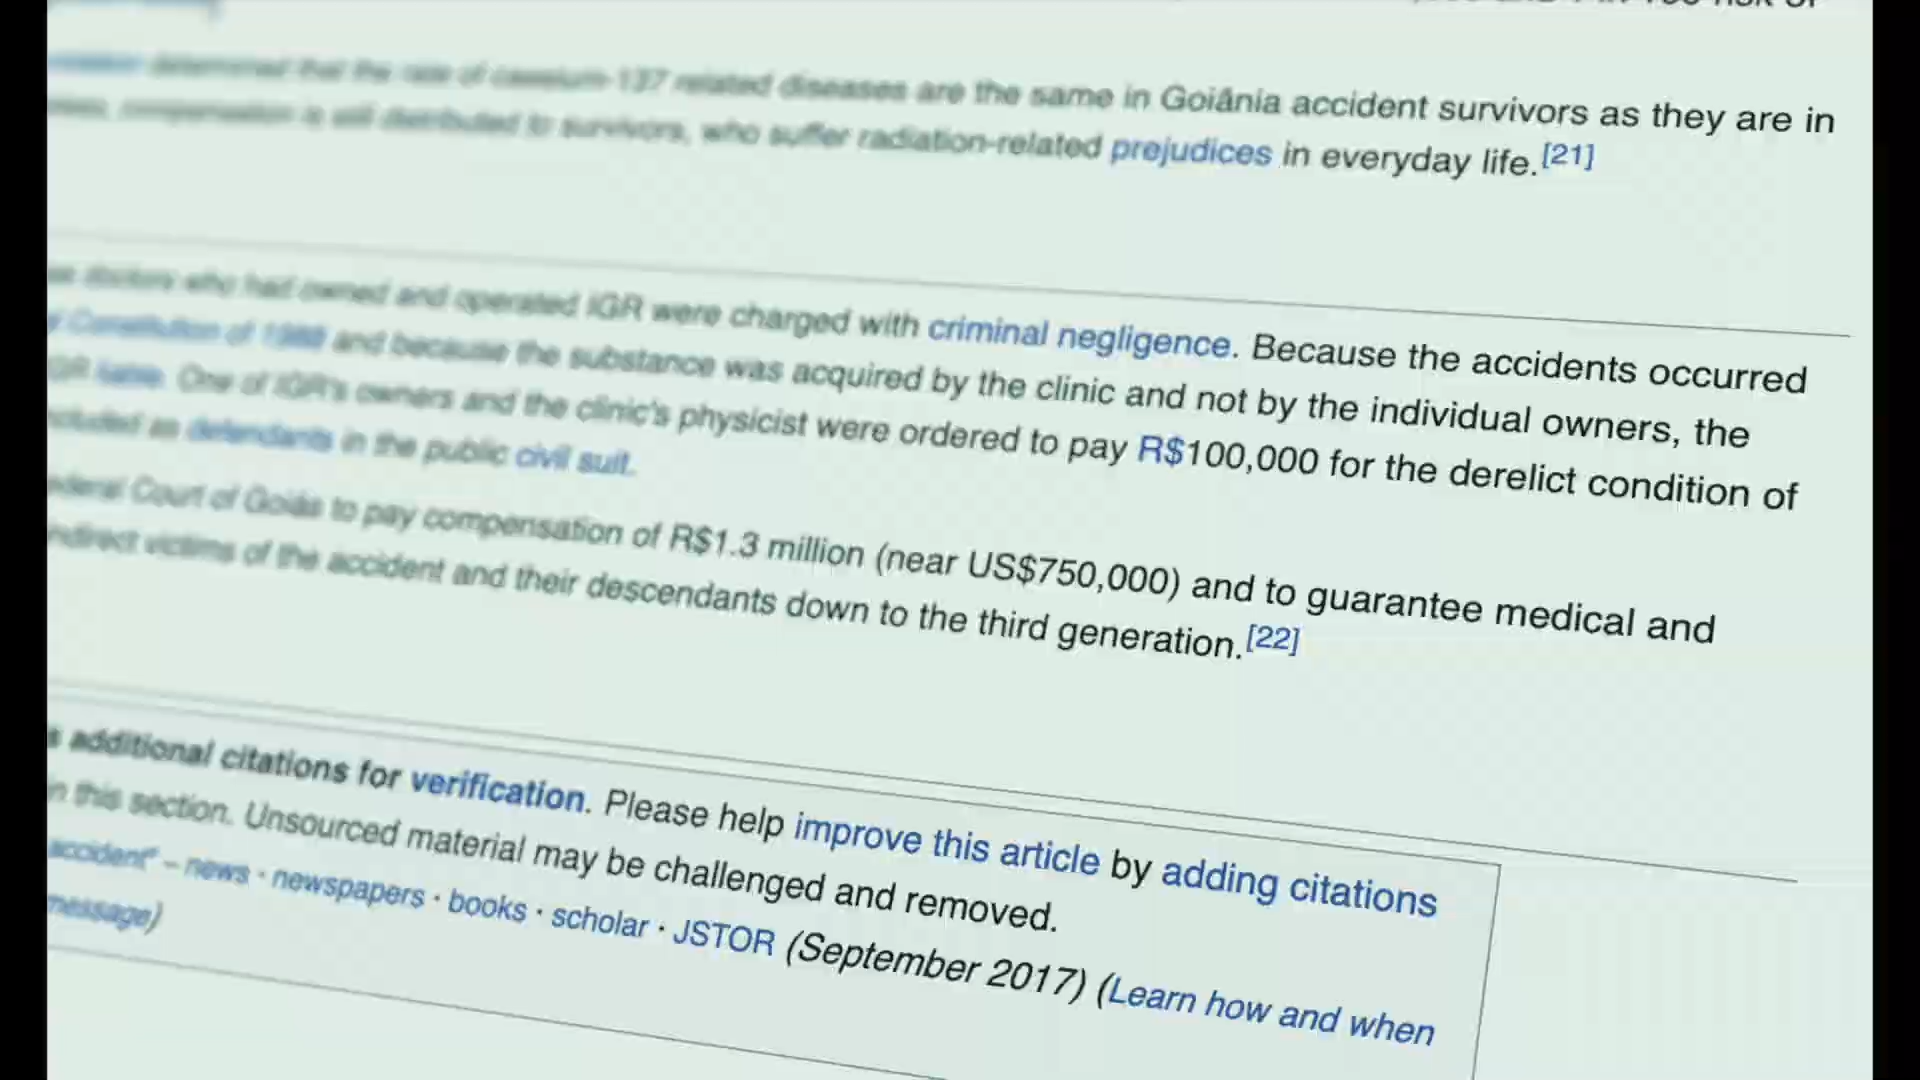 determined that the rate of caesium-137 related diseases are the same in Goiânia accident survivors as they are in
compensation is still distributed to survivors, who suffer radiation-related prejudices in everyday life.[21]
doctors who had owned and operated IGR were charged with criminal negligence. Because the accidents occurred
Constitution of 1988 and because the substance was acquired by the clinic and not by the individual owners, the
liable. One of IGR's owners and the clinic's physicist were ordered to pay R$100,000 for the derelict condition of
as defendants in the public civil suit.
Court of Goiás to pay compensation of R$1.3 million (near US$750,000) and to guarantee medical and
indirect victims of the accident and their descendants down to the third generation.[22]
additional citations for verification. Please help improve this article by adding citations
in this section. Unsourced material may be challenged and removed.
accident" – news · newspapers · books · scholar · JSTOR (September 2017) (Learn how and when
message)